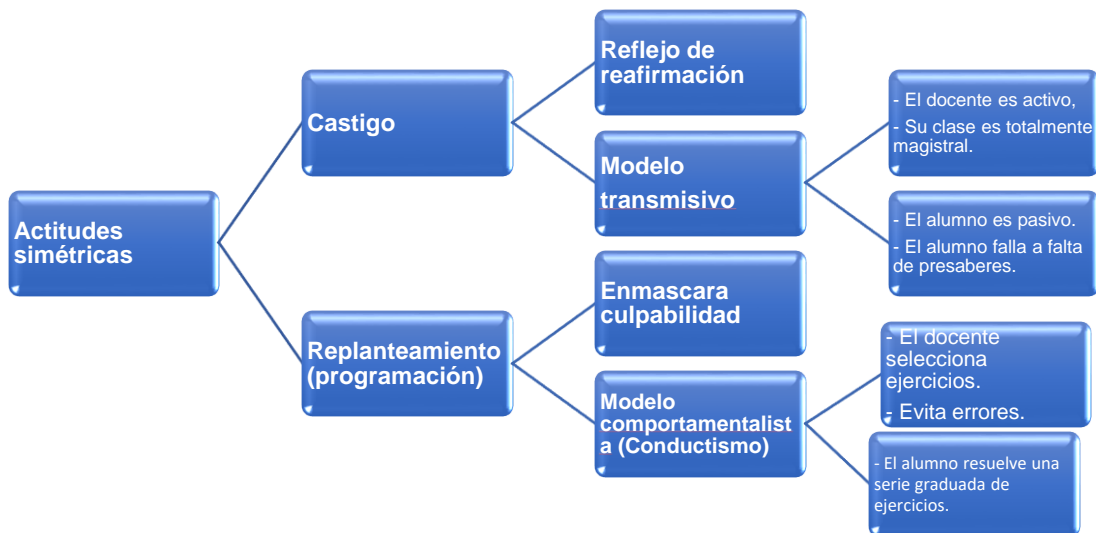 Actitudes
simétricas
Castigo
Replanteamiento
(programación)
Reflejo de
reafirmación
Modelo
transmisivo
Enmascara
culpabilidad
Modelo
comportamentalist
a (Conductismo)
- El docente es activo,
- Su clase es totalmente
magistral.
- El alumno es pasivo.
- El alumno falla a falta
de presaberes.
- El docente
selecciona
ejercicios.
- Evita errores.
- El alumno resuelve una
serie graduada de
ejercicios.